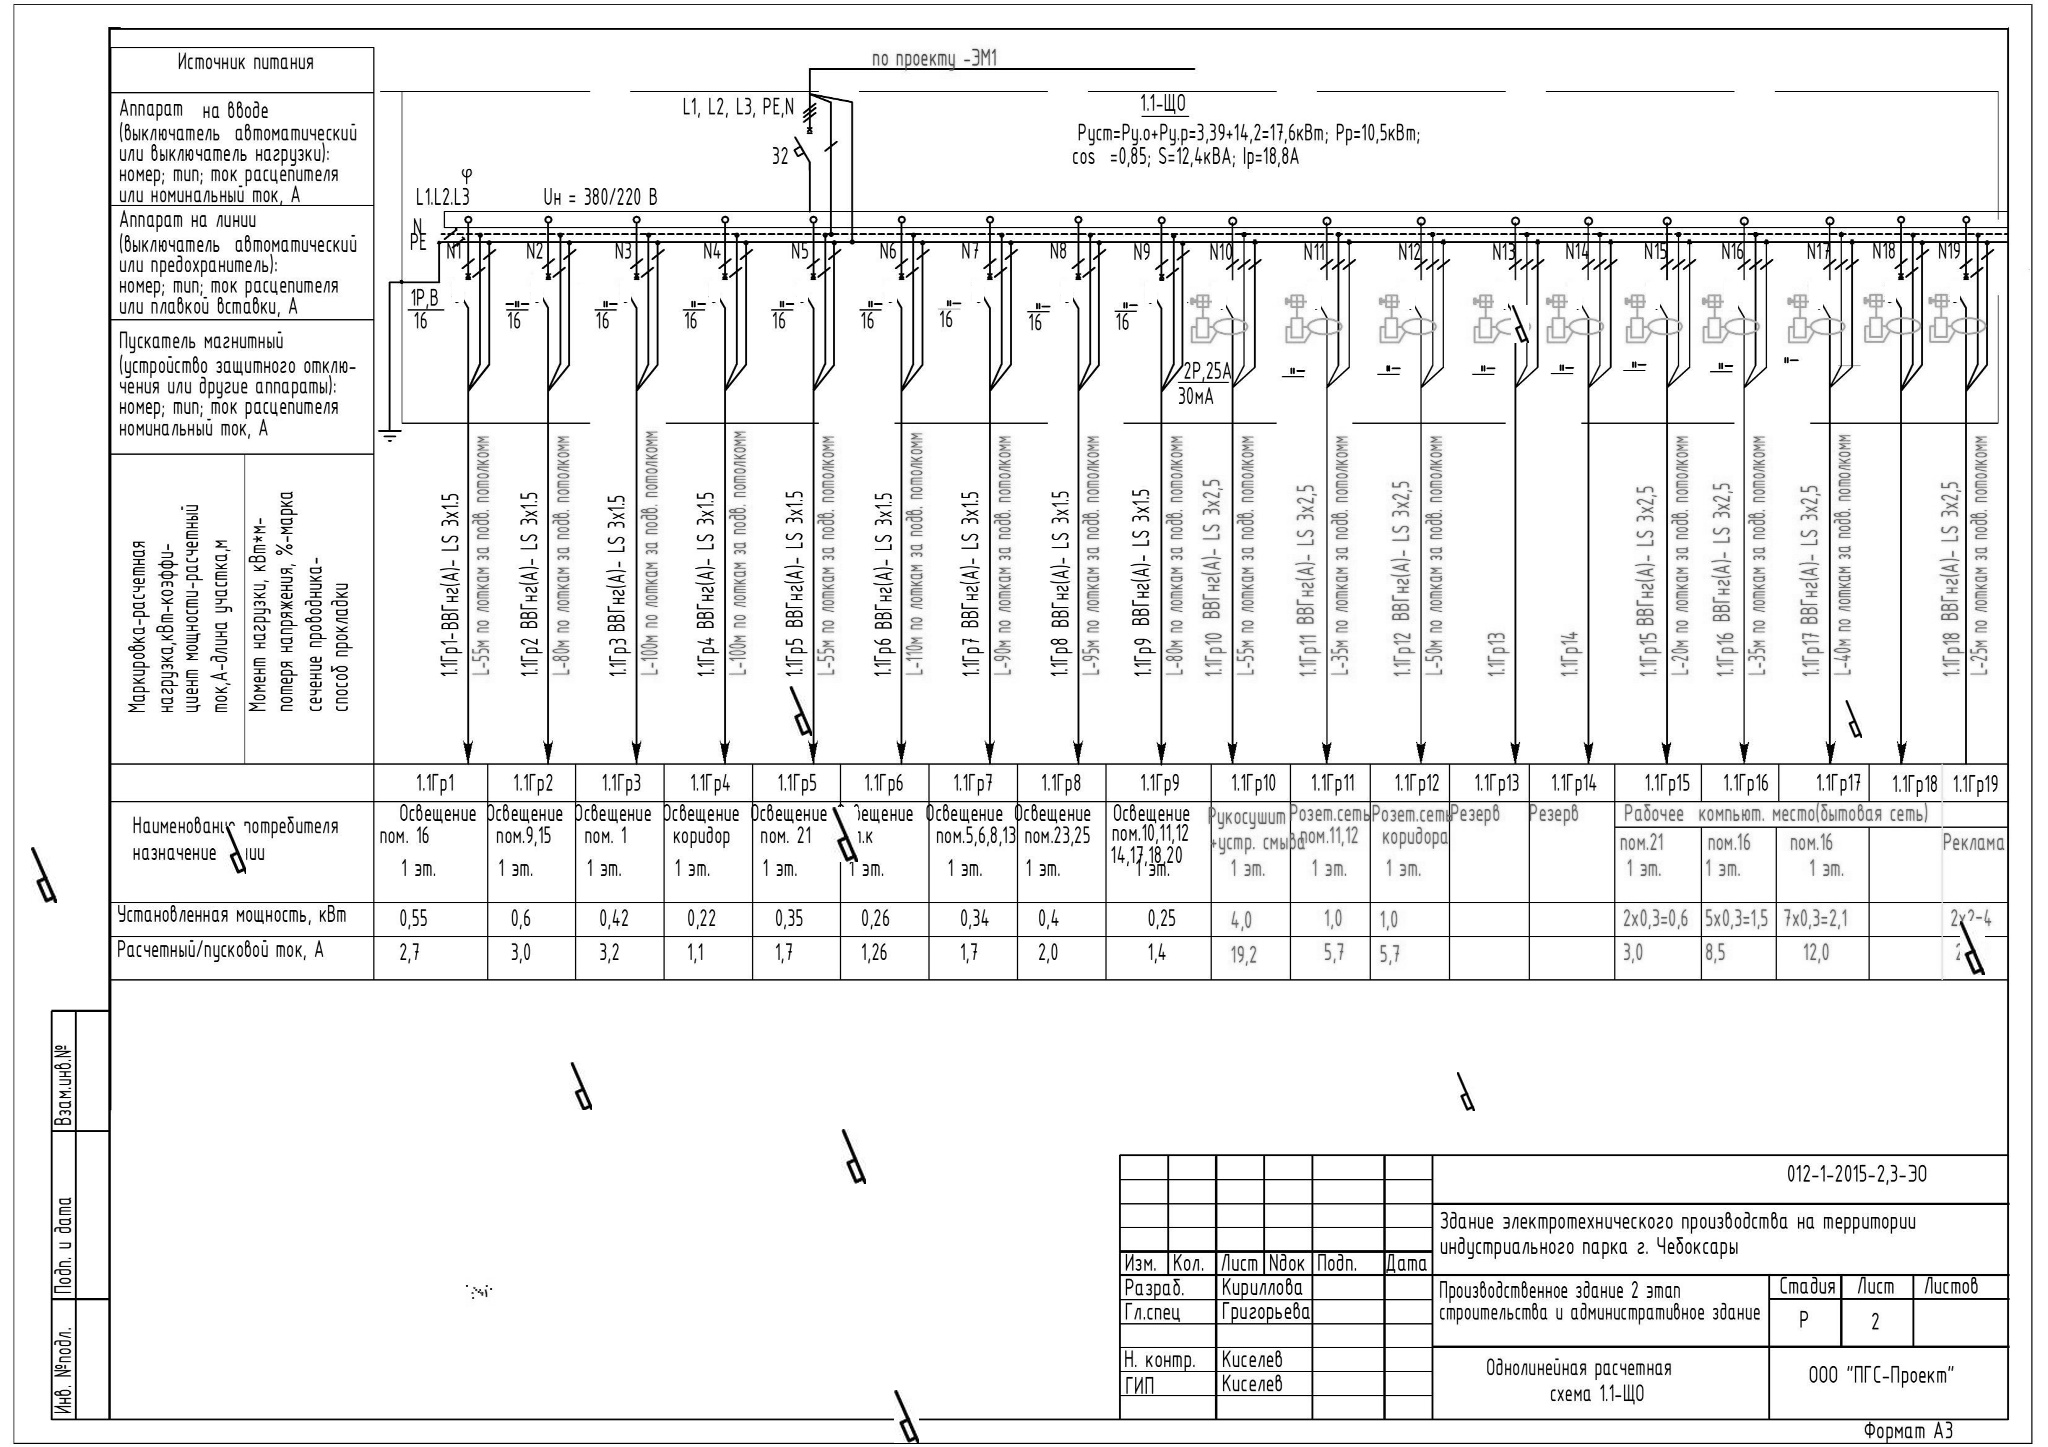 Источник питания
по проекту -ЭМ1
Аппарат на вводе
(выключатель автоматический
или выключатель нагрузки):
номер; тип; ток расцепителя
или номинальный ток, А
L1, L2, L3, PE,N
32
1.1-ЩО
Руст=Ру.о+Ру.р=3,39+14,2=17,6кВт; Рр=10,5кВт;
cos =0,85; S=12,4кВА; Iр=18,8А
φ
L1.L2.L3
Uн = 380/220 В
N
PE
Аппарат на линии
(выключатель автоматический
или предохранитель):
номер; тип; ток расцепителя
или плавкой вставки, А
N1 N2 N3 N4 N5 N6 N7 N8 N9 N10 N11 N12 N13 N14 N15 N16 N17 N18 N19
1P,B
16
-"- 16
-"- 16
-"- 16
-"- 16
-"- 16
-"- 16
-"- 16
-"- 16
Пускатель магнитный
(устройство защитного отклю-
чения или другие аппараты):
номер; тип; ток расцепителя
номинальный ток, А
2P,25A
30мА
-"- -"- -"- -"- -"- -"-
Маркировка-расчетная
нагрузка,кВт-коэффи-
циент мощности-расчетный
ток,А-длина участка,м
Момент нагрузки, кВт*м-
потеря напряжения, %-марка
сечение проводника-
способ прокладки
1.1Гр1-ВВГнг(А)- LS 3х1.5
L-55м по лоткам за подв. потолкомм
1.1Гр2 ВВГнг(А)- LS 3х1.5
L-80м по лоткам за подв. потолкомм
1.1Гр3 ВВГнг(А)- LS 3х1.5
L-100м по лоткам за подв. потолкомм
1.1Гр4 ВВГнг(А)- LS 3х1.5
L-100м по лоткам за подв. потолкомм
1.1Гр5 ВВГнг(А)- LS 3х1.5
L-55м по лоткам за подв. потолкомм
1.1Гр6 ВВГнг(А)- LS 3х1.5
L-110м по лоткам за подв. потолкомм
1.1Гр7 ВВГнг(А)- LS 3х1.5
L-90м по лоткам за подв. потолкомм
1.1Гр8 ВВГнг(А)- LS 3х1.5
L-95м по лоткам за подв. потолкомм
1.1Гр9 ВВГнг(А)- LS 3х1.5
L-80м по лоткам за подв. потолкомм
1.1Гр10 ВВГнг(А)- LS 3х2,5
L-55м по лоткам за подв. потолкомм
1.1Гр11 ВВГнг(А)- LS 3х2,5
L-35м по лоткам за подв. потолкомм
1.1Гр12 ВВГнг(А)- LS 3х2,5
L-50м по лоткам за подв. потолкомм
1.1Гр13
1.1Гр14
1.1Гр15 ВВГнг(А)- LS 3х2,5
L-20м по лоткам за подв. потолкомм
1.1Гр16 ВВГнг(А)- LS 3х2,5
L-35м по лоткам за подв. потолкомм
1.1Гр17 ВВГнг(А)- LS 3х2,5
L-40м по лоткам за подв. потолкомм
1.1Гр18 ВВГнг(А)- LS 3х2,5
L-25м по лоткам за подв. потолкомм
1.1Гр1 1.1Гр2 1.1Гр3 1.1Гр4 1.1Гр5 1.1Гр6 1.1Гр7 1.1Гр8 1.1Гр9 1.1Гр10 1.1Гр11 1.1Гр12 1.1Гр13 1.1Гр14 1.1Гр15 1.1Гр16 1.1Гр17 1.1Гр18 1.1Гр19
потребителя
назначение
Освещение
пом. 16
1 эт.
Освещение
пом.9,15
1 эт.
Освещение
пом. 1
1 эт.
Освещение
коридор
1 эт.
Освещение
пом. 21
1 эт.
1 эт.
Освещение
пом.5,6,8,13
1 эт.
Освещение
пом.23,25
1 эт.
Освещение
пом.10,11,12
14,17,18,20
1 эт.
Рукосушит
+устр. смыва
1 эт.
Розет.сеть
пом.11,12
1 эт.
Розет.сеть
коридора
1 эт.
Резерв
Резерв
Рабочее компьют. место(бытовая сеть)
пом.21
1 эт.
пом.16
1 эт.
пом.16
1 эт.
Реклама
Установленная мощность, кВт 0,55 0,6 0,42 0,22 0,35 0,26 0,34 0,4 0,25 4,0 1,0 1,0 2х0,3=0,6 5х0,3=1,5 7х0,3=2,1
Расчетный/пусковой ток, А 2,7 3,0 3,2 1,1 1,7 1,26 1,7 2,0 1,4 19,2 5,7 5,7 3,0 8,5 12,0
Взам.инв.№
Подп. и дата
Инв. №подл.
012-1-2015-2,3-ЭО
Здание электротехнического производства на территории
индустриального парка г. Чебоксары
Изм. Кол. Лист Nдок Подп. Дата
Разраб. Кириллова
Гл.спец Григорьева
Н. контр. Киселев
ГИП Киселев
Производственное здание 2 этап
строительства и административное здание
Стадия Лист Листов
Р 2
Однолинейная расчетная
схема 1.1-ЩО
ООО "ПГС-Проект"
Формат А3